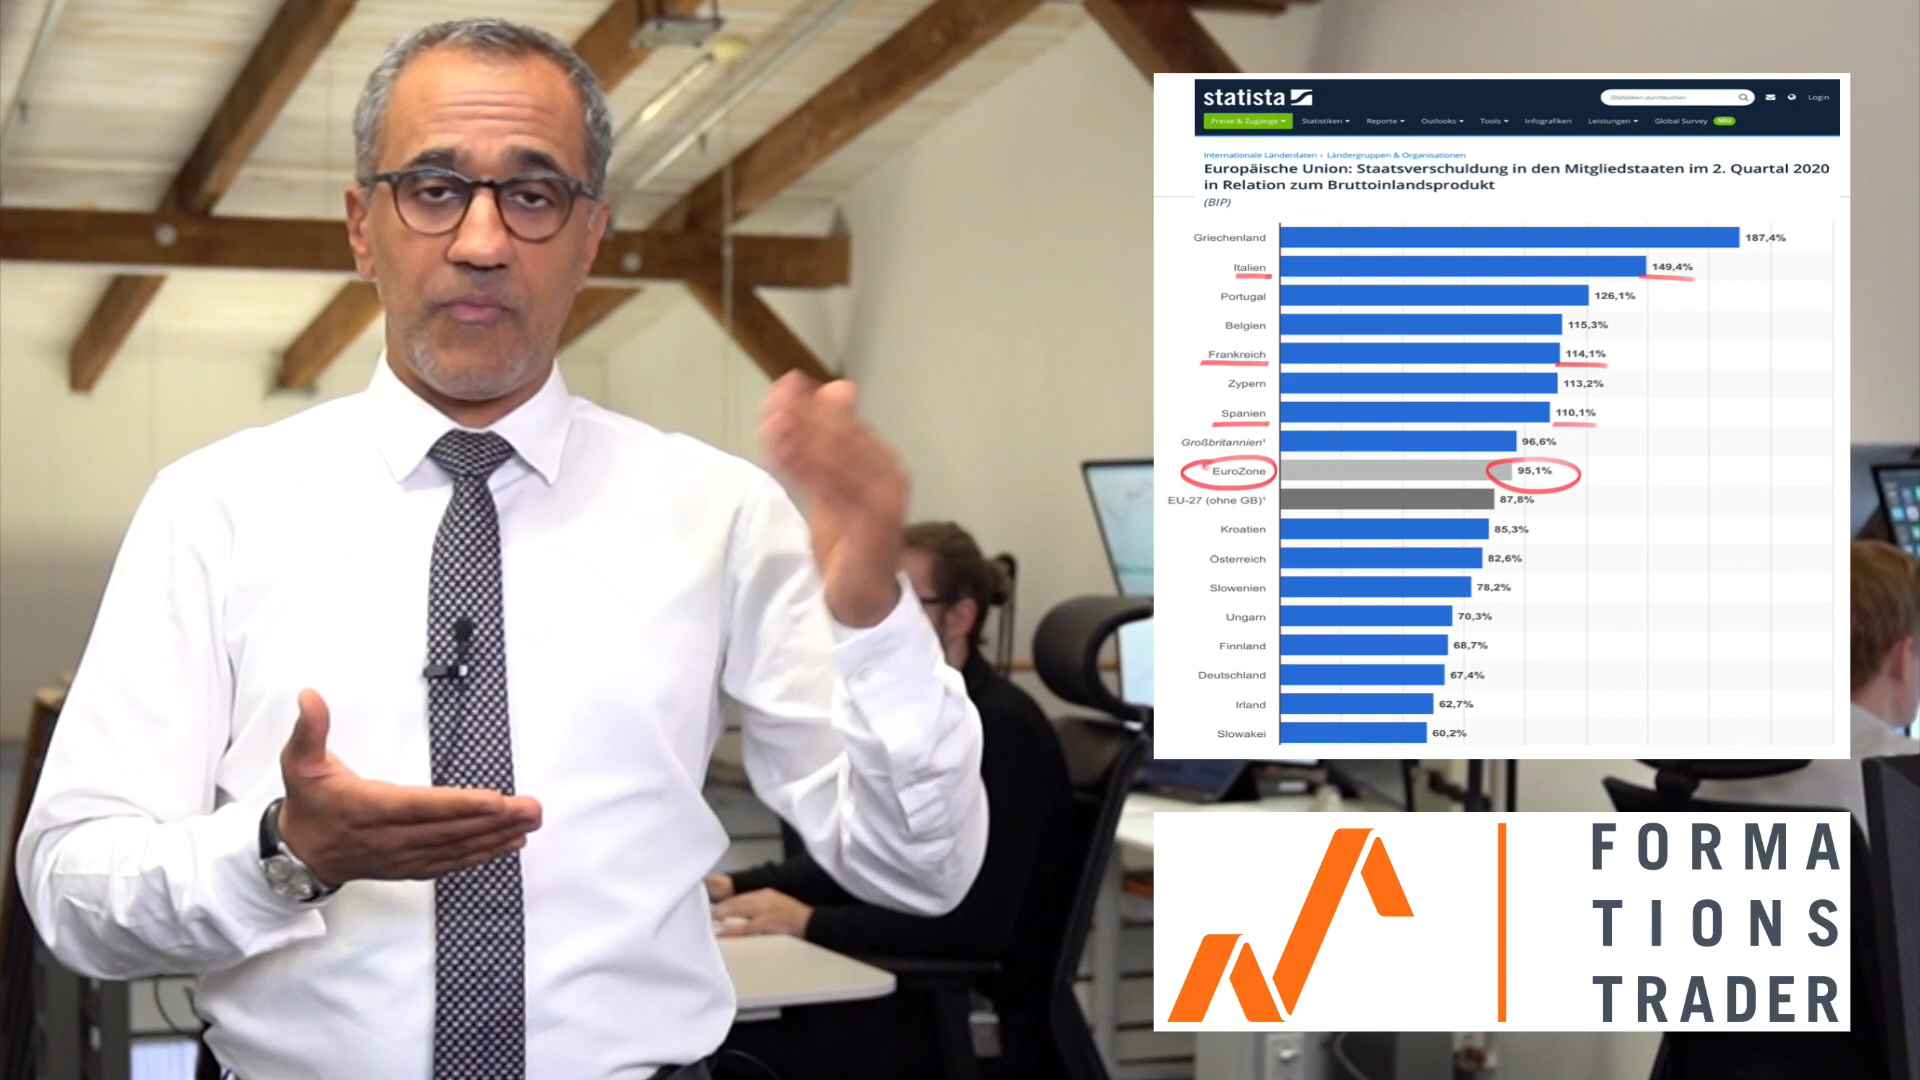 statista
Statistiken durchsuchen
Login
Preise & Zugänge
Statistiken
Reporte
Outlooks
Tools
Infografiken
Leistungen
Global Survey
NEU
Internationale Länderdaten › Ländergruppen & Organisationen
Europäische Union: Staatsverschuldung in den Mitgliedstaaten im 2. Quartal 2020
in Relation zum Bruttoinlandsprodukt
(BIP)
Griechenland 187,4%
Italien 149,4%
Portugal 126,1%
Belgien 115,3%
Frankreich 114,1%
Zypern 113,2%
Spanien 110,1%
Großbritannien¹ 96,6%
EuroZone 95,1%
EU-27 (ohne GB)¹ 87,8%
Kroatien 85,3%
Österreich 82,6%
Slowenien 78,2%
Ungarn 70,3%
Finnland 68,7%
Deutschland 67,4%
Irland 62,7%
Slowakei 60,2%
FORMA
TIONS
TRADER